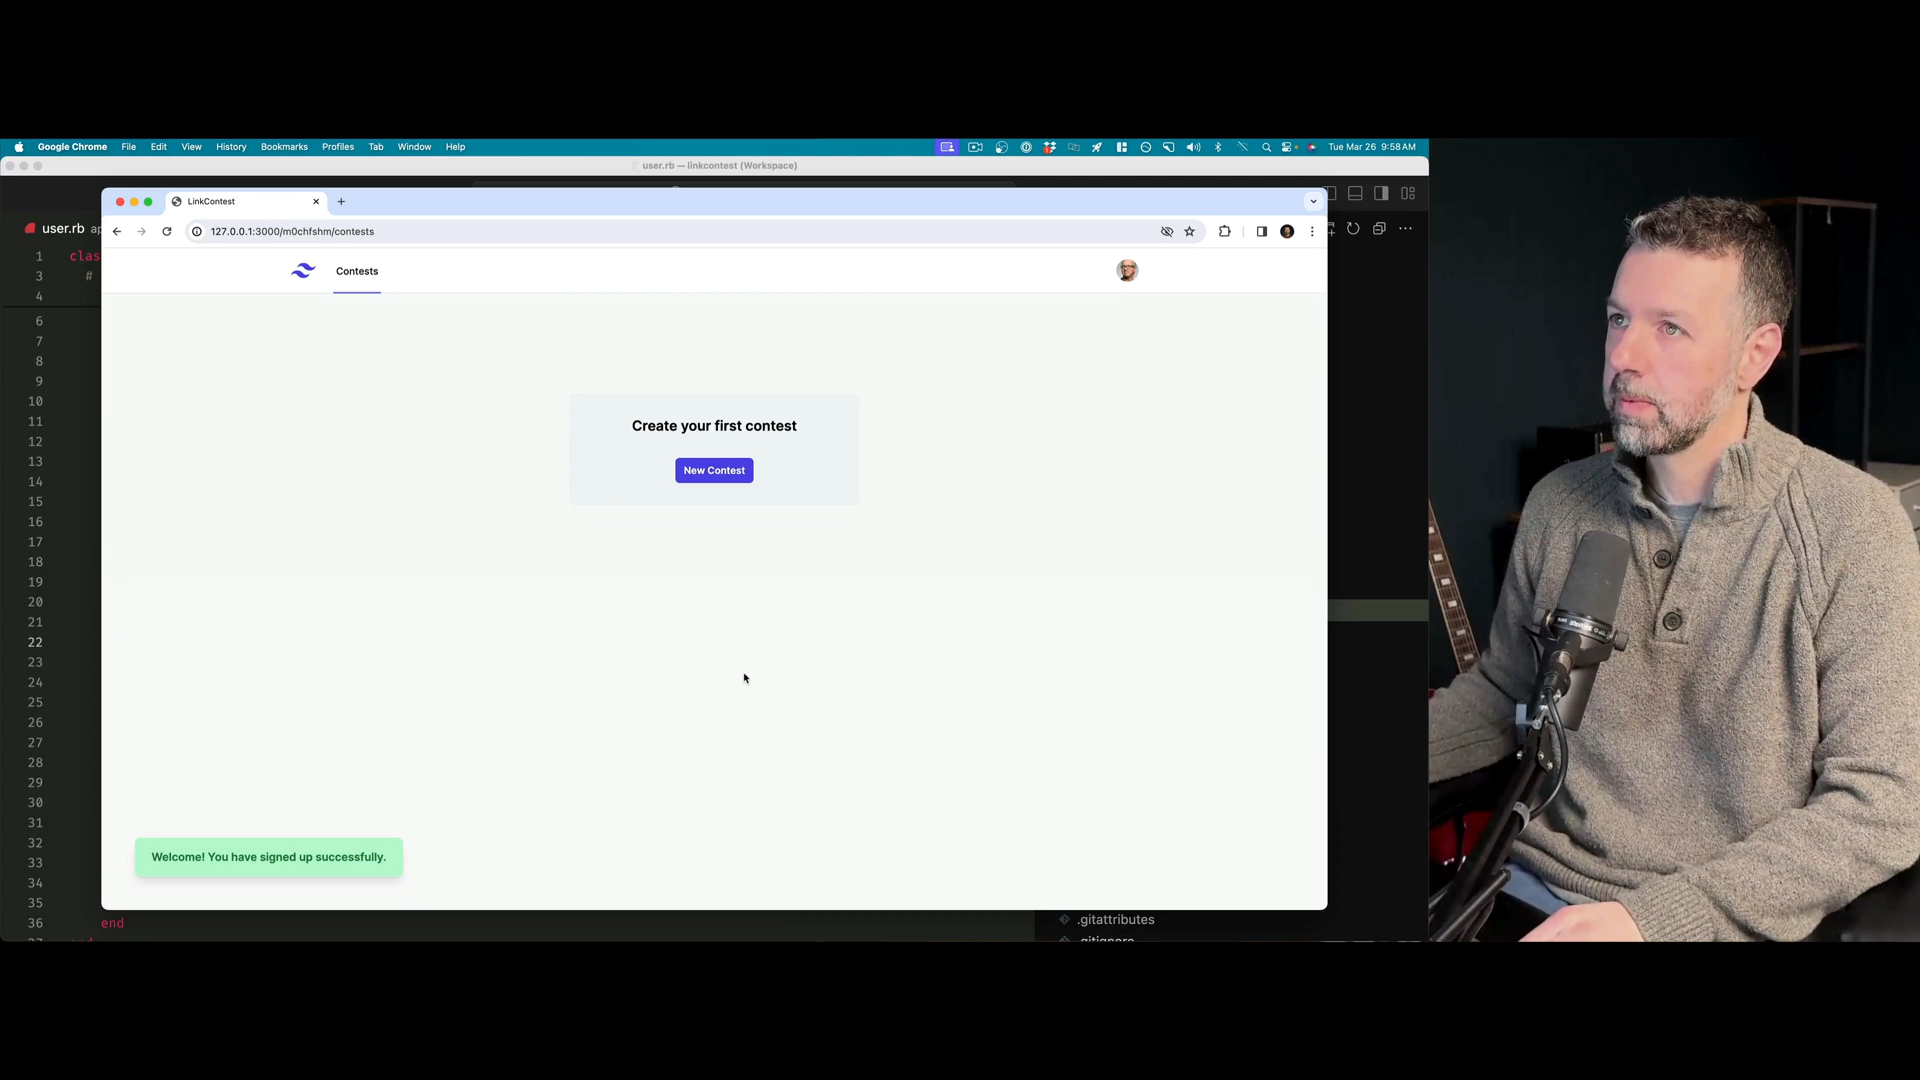 Google Chrome File Edit View History Bookmarks Profiles Tab Window Help Tue Mar 26 9:58 AM
user.rb — linkcontest (Workspace)
LinkContest
user.rb
127.0.0.1:3000/m0chfshm/contests
1 clas
3 #
4
6
7
8
9
10
11
12
13
14
15
16
17
18
19
20
21
22
23
24
25
26
27
28
29
30
31
32
33
34
35
36 end
Contests
Create your first contest
New Contest
Welcome! You have signed up successfully.
.gitattributes